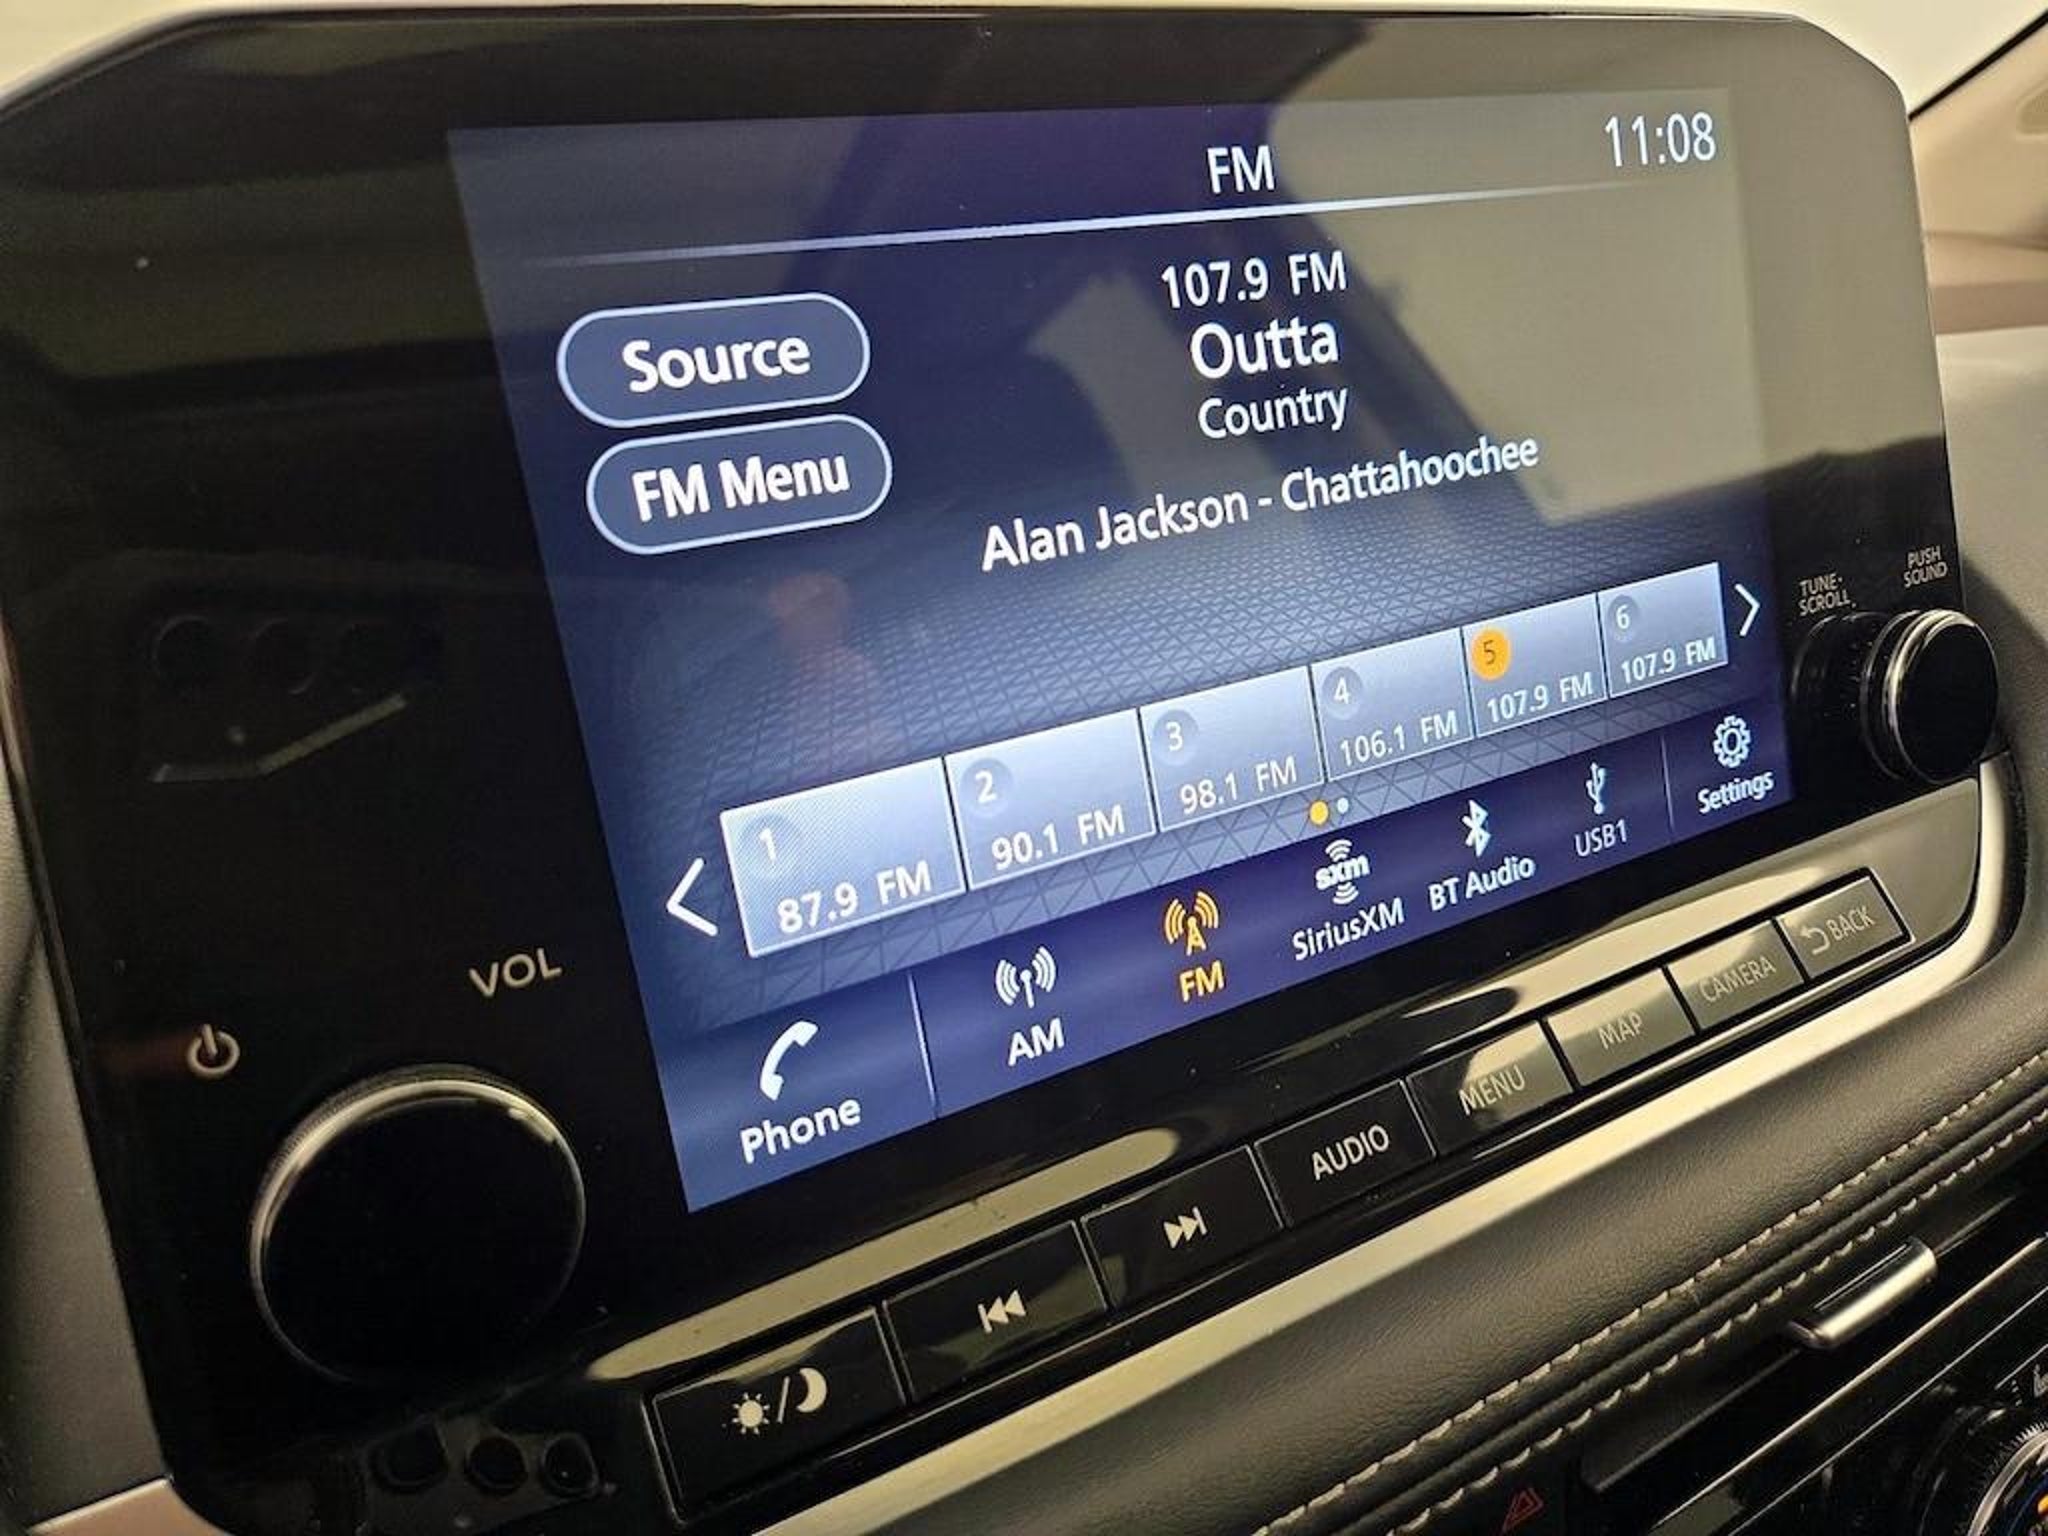 FM
11:08
107.9 FM
Outta
Country
Alan Jackson - Chattahoochee
Source
FM Menu
1
87.9 FM
2
90.1 FM
3
98.1 FM
4
106.1 FM
5
107.9 FM
6
107.9 FM
Phone
AM
FM
sxm
SiriusXM
BT Audio
USB1
Settings
TUNE·
SCROLL
PUSH
SOUND
VOL
AUDIO
MENU
MAP
CAMERA
BACK